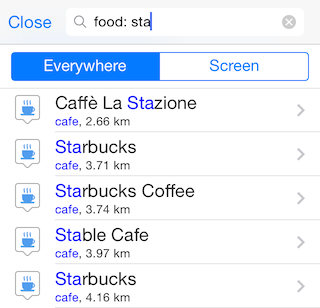 Close food: sta
Everywhere Screen
Caffè La Stazione
cafe, 2.66 km
Starbucks
cafe, 3.71 km
Starbucks Coffee
cafe, 3.74 km
Stable Cafe
cafe, 3.97 km
Starbucks
cafe, 4.16 km